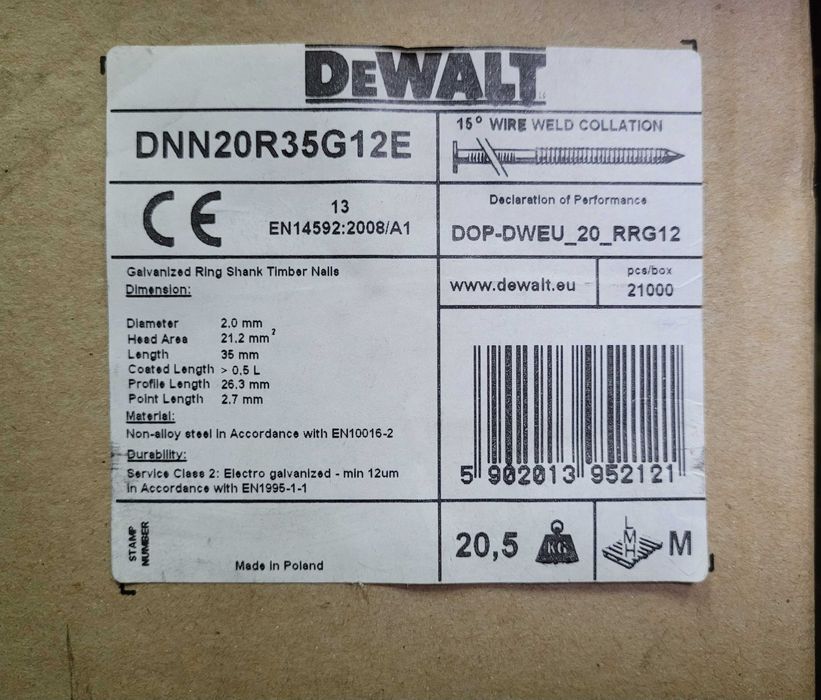 DEWALT
DNN20R35G12E
15° WIRE WELD COLLATION
13
EN14592:2008/A1
Declaration of Performance
DOP-DWEU_20_RRG12
www.dewalt.eu
pcs/box
21000
Galvanized Ring Shank Timber Nails
Dimension:
Diameter 2.0 mm
Head Area 21.2 mm²
Length 35 mm
Coated Length > 0.5 L
Profile Length 26.3 mm
Point Length 2.7 mm
Material:
Non-alloy steel in Accordance with EN10016-2
Durability:
Service Class 2: Electro galvanized - min 12um
in Accordance with EN1995-1-1
5 902013 952121
STAMP
NUMBER
Made in Poland
20,5
KG
L
M
H
M